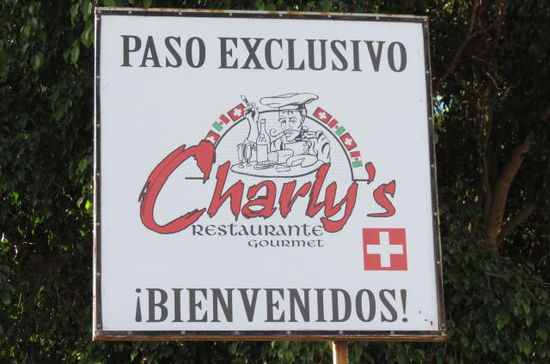 PASO EXCLUSIVO
Charly's
RESTAURANTE
GOURMET
¡BIENVENIDOS!